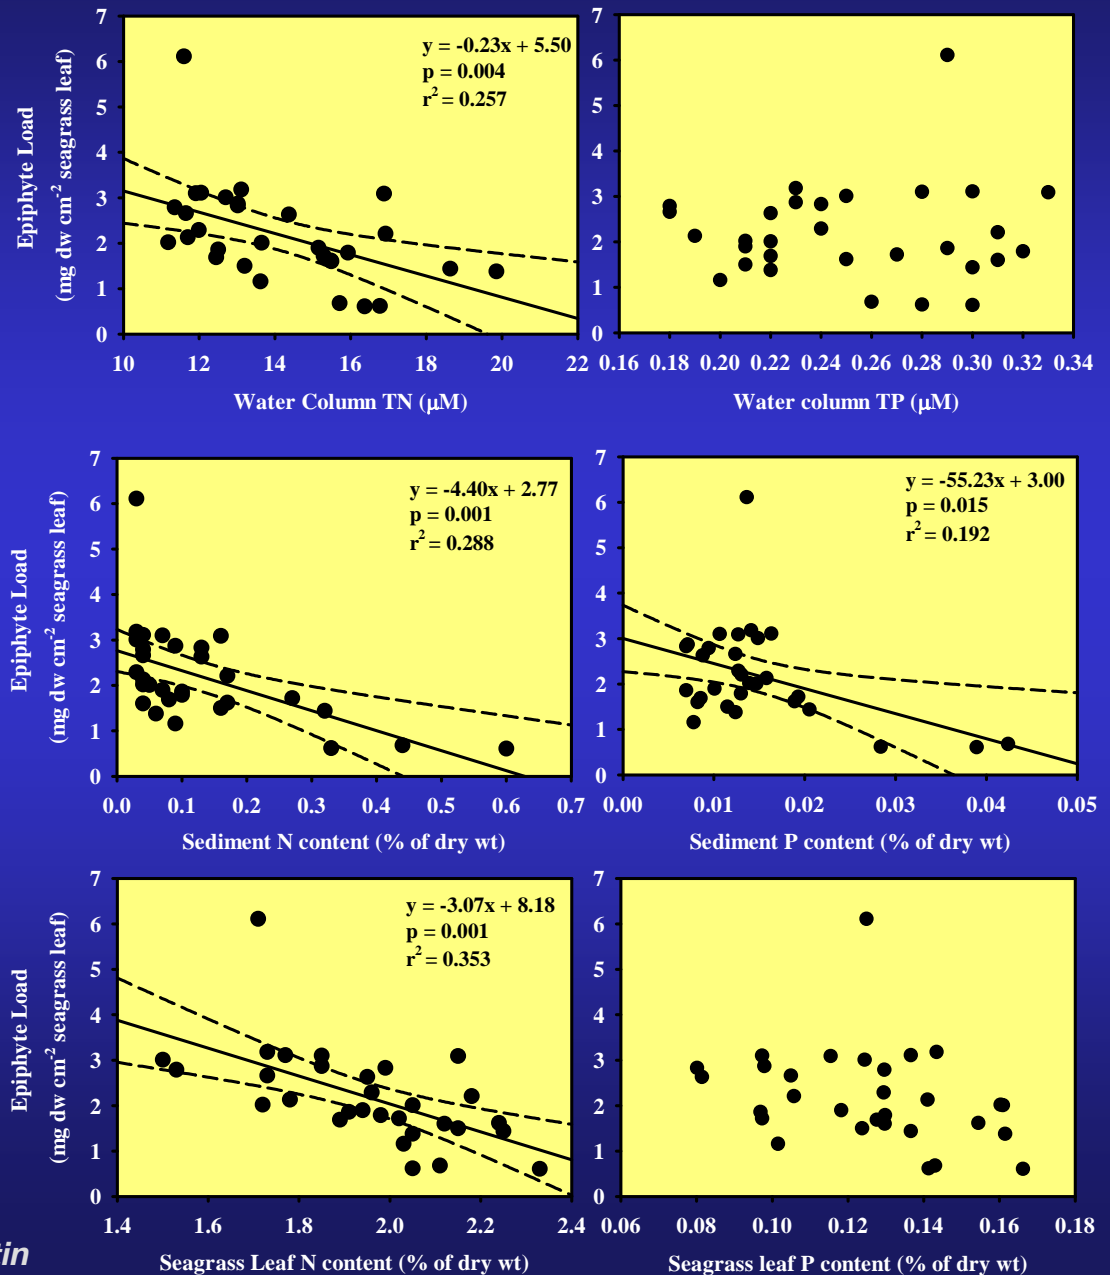 7
6
5
4
3
2
1
0
Epiphyte Load
(mg dw cm-2 seagrass leaf)
y = -0.23x + 5.50
p = 0.004
r2 = 0.257
10 12 14 16 18 20 22
Water Column TN (μM)
7
6
5
4
3
2
1
0
0.16 0.18 0.20 0.22 0.24 0.26 0.28 0.30 0.32 0.34
Water column TP (μM)
7
6
5
4
3
2
1
0
Epiphyte Load
(mg dw cm-2 seagrass leaf)
y = -4.40x + 2.77
p = 0.001
r2 = 0.288
0.0 0.1 0.2 0.3 0.4 0.5 0.6 0.7
Sediment N content (% of dry wt)
7
6
5
4
3
2
1
0
y = -55.23x + 3.00
p = 0.015
r2 = 0.192
0.00 0.01 0.02 0.03 0.04 0.05
Sediment P content (% of dry wt)
7
6
5
4
3
2
1
0
Epiphyte Load
(mg dw cm-2 seagrass leaf)
y = -3.07x + 8.18
p = 0.001
r2 = 0.353
1.4 1.6 1.8 2.0 2.2 2.4
Seagrass Leaf N content (% of dry wt)
7
6
5
4
3
2
1
0
0.06 0.08 0.10 0.12 0.14 0.16 0.18
Seagrass leaf P content (% of dry wt)